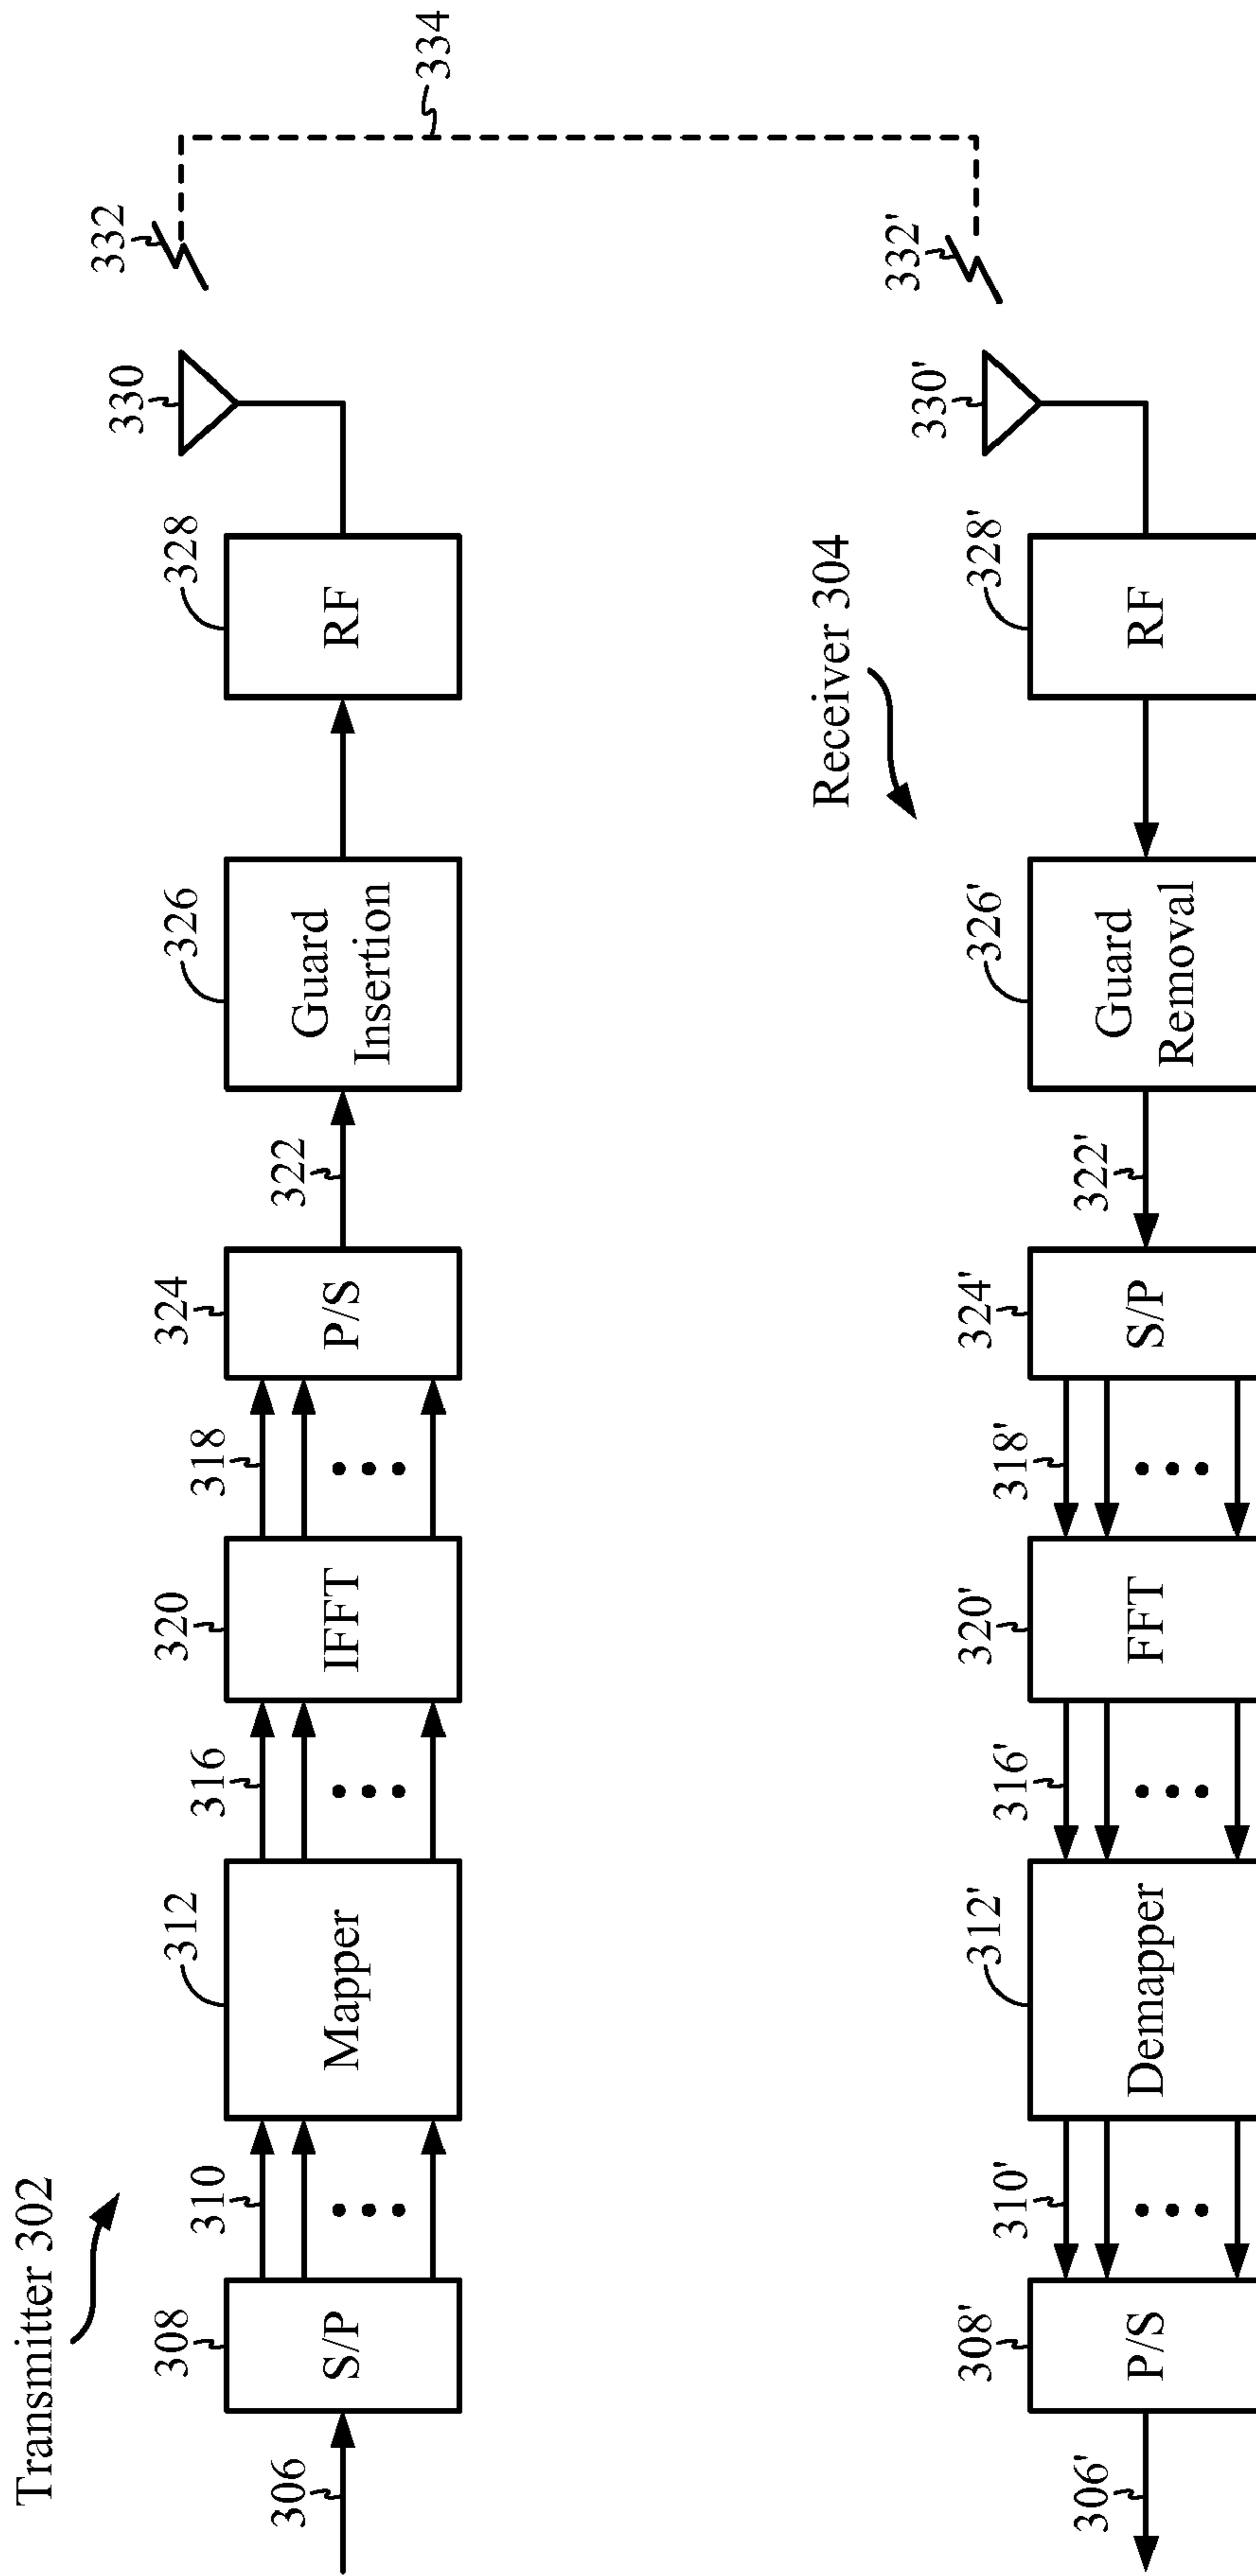 Transmitter 302
306
308
S/P
310
312
Mapper
316
320
IFFT
318
324
P/S
322
326
Guard
Insertion
328
RF
330
332
334
Receiver 304
306'
308'
P/S
310'
312'
Demapper
316'
320'
FFT
318'
324'
S/P
322'
326'
Guard
Removal
328'
RF
330'
332'